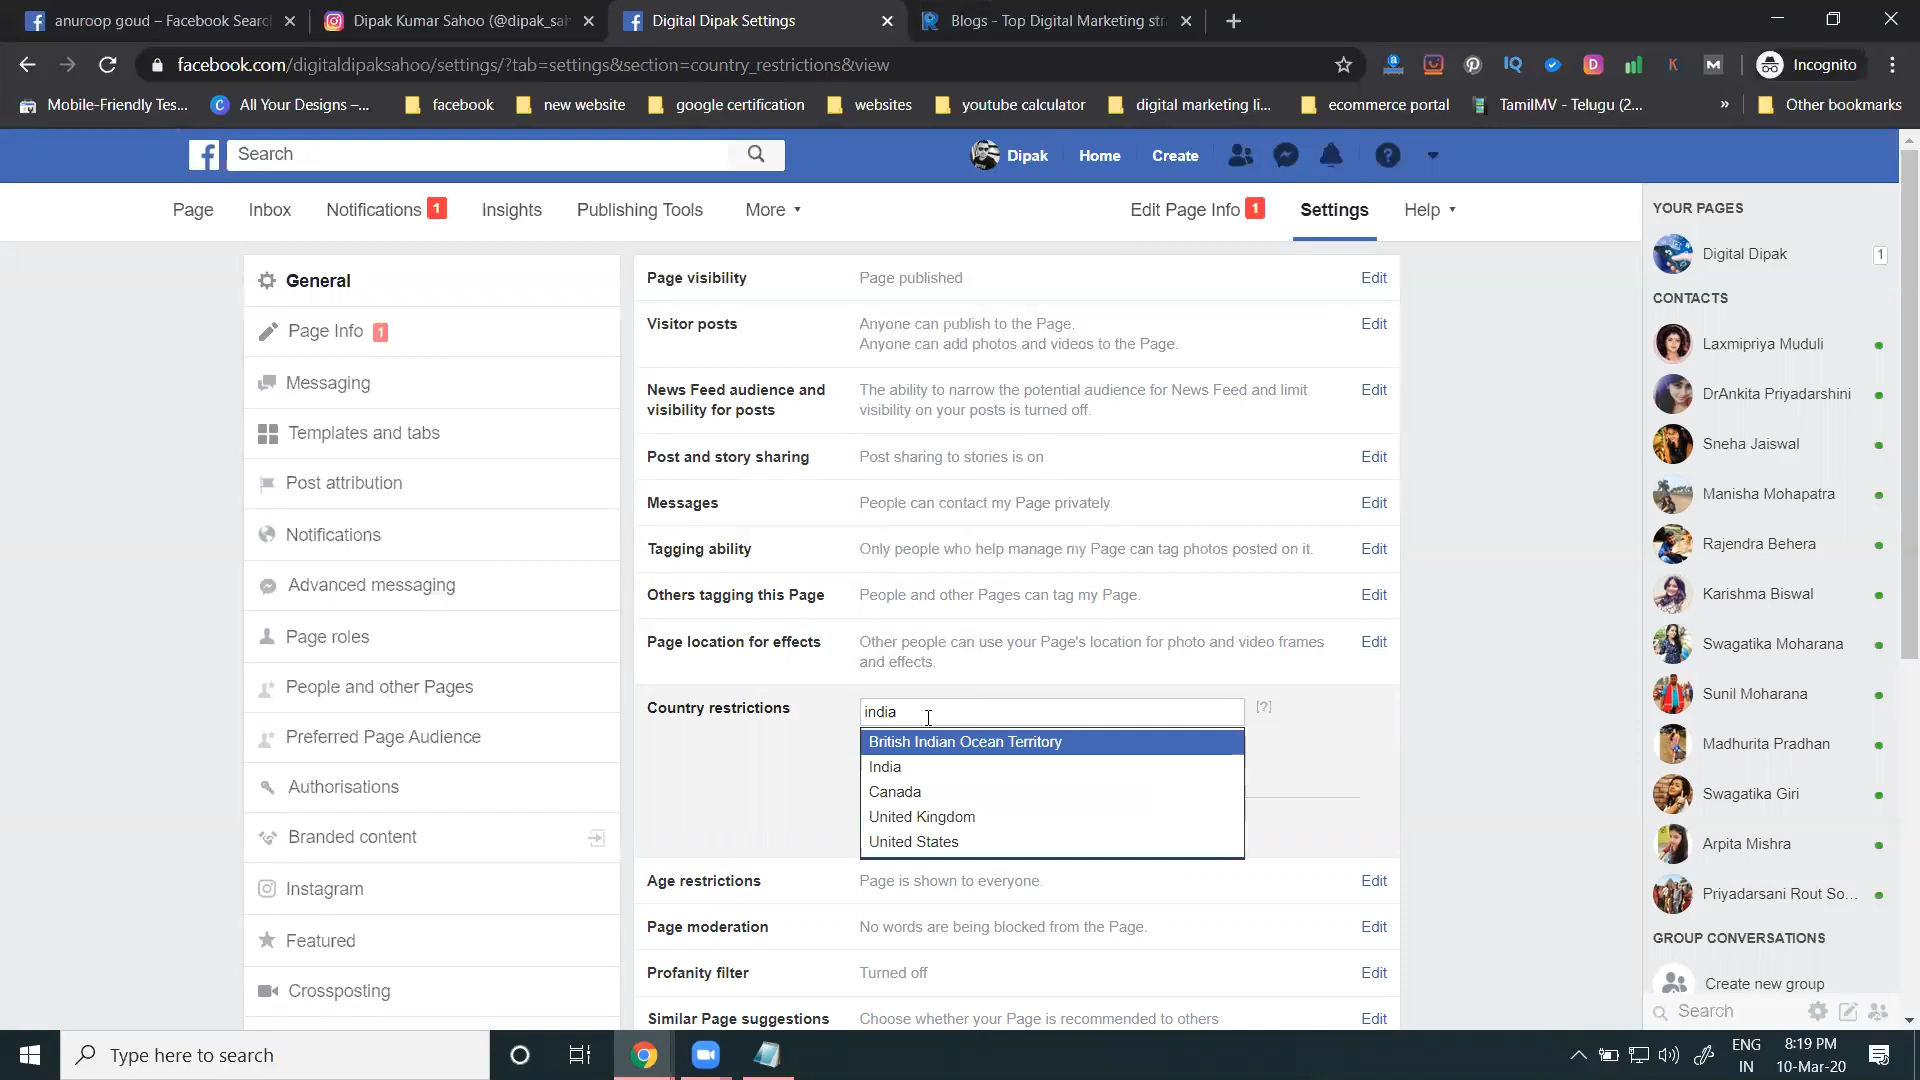 anuroop goud – Facebook Searc
Dipak Kumar Sahoo (@dipak_sah
Digital Dipak Settings
Blogs - Top Digital Marketing str
facebook.com/digitaldipaksahoo/settings/?tab=settings&section=country_restrictions&view
Incognito
Mobile-Friendly Tes...
All Your Designs –...
facebook
new website
google certification
websites
youtube calculator
digital marketing li...
ecommerce portal
TamilMV - Telugu (2...
»
Other bookmarks
Search
Dipak
Home
Create
Page
Inbox
Notifications 1
Insights
Publishing Tools
More
Edit Page Info 1
Settings
Help
General
Page Info 1
Messaging
Templates and tabs
Post attribution
Notifications
Advanced messaging
Page roles
People and other Pages
Preferred Page Audience
Authorisations
Branded content
Instagram
Featured
Crossposting
Page visibility
Page published
Edit
Visitor posts
Anyone can publish to the Page.
Anyone can add photos and videos to the Page.
Edit
News Feed audience and
visibility for posts
The ability to narrow the potential audience for News Feed and limit
visibility on your posts is turned off.
Edit
Post and story sharing
Post sharing to stories is on
Edit
Messages
People can contact my Page privately.
Edit
Tagging ability
Only people who help manage my Page can tag photos posted on it.
Edit
Others tagging this Page
People and other Pages can tag my Page.
Edit
Page location for effects
Other people can use your Page's location for photo and video frames
and effects.
Edit
Country restrictions
india
[?]
British Indian Ocean Territory
India
Canada
United Kingdom
United States
Age restrictions
Page is shown to everyone.
Edit
Page moderation
No words are being blocked from the Page.
Edit
Profanity filter
Turned off
Edit
Similar Page suggestions
Choose whether your Page is recommended to others
Edit
YOUR PAGES
Digital Dipak
1
CONTACTS
Laxmipriya Muduli
DrAnkita Priyadarshini
Sneha Jaiswal
Manisha Mohapatra
Rajendra Behera
Karishma Biswal
Swagatika Moharana
Sunil Moharana
Madhurita Pradhan
Swagatika Giri
Arpita Mishra
Priyadarsani Rout So...
GROUP CONVERSATIONS
Create new group
Search
Type here to search
ENG
IN
8:19 PM
10-Mar-20